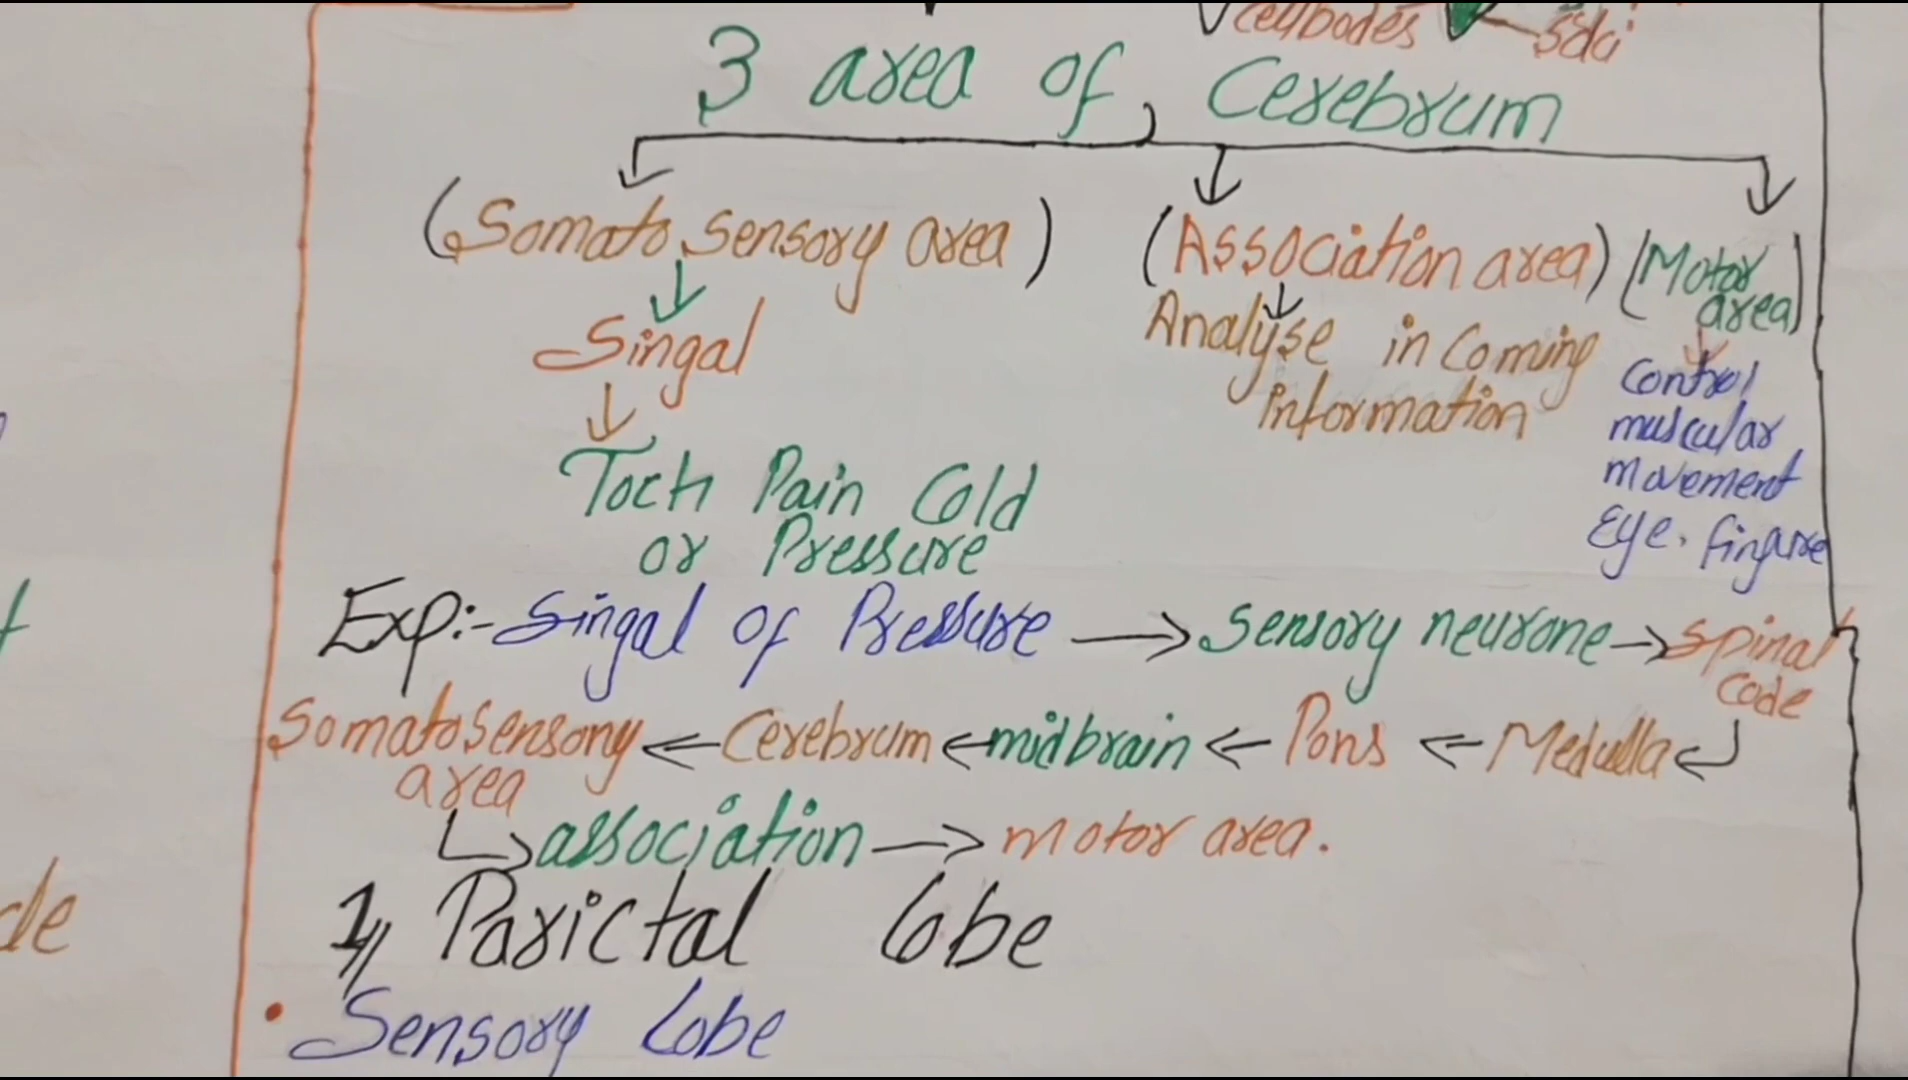 cellbodes
3 area of Cerebrum
(Somato Sensory area) (Association area) (Motor area)
Singal
Analyse in Coming information
Control muscular movement Eye. fingure
Toch Pain Cold
or Pressure
Exp:- Singal of Pressure → Sensory neurone → Spinal code
Somatosensony area ← Cerebrum ← midbrain ← Pons ← Medulla
→ association → motor area.
1, Parictal lobe
• Sensory lobe
de